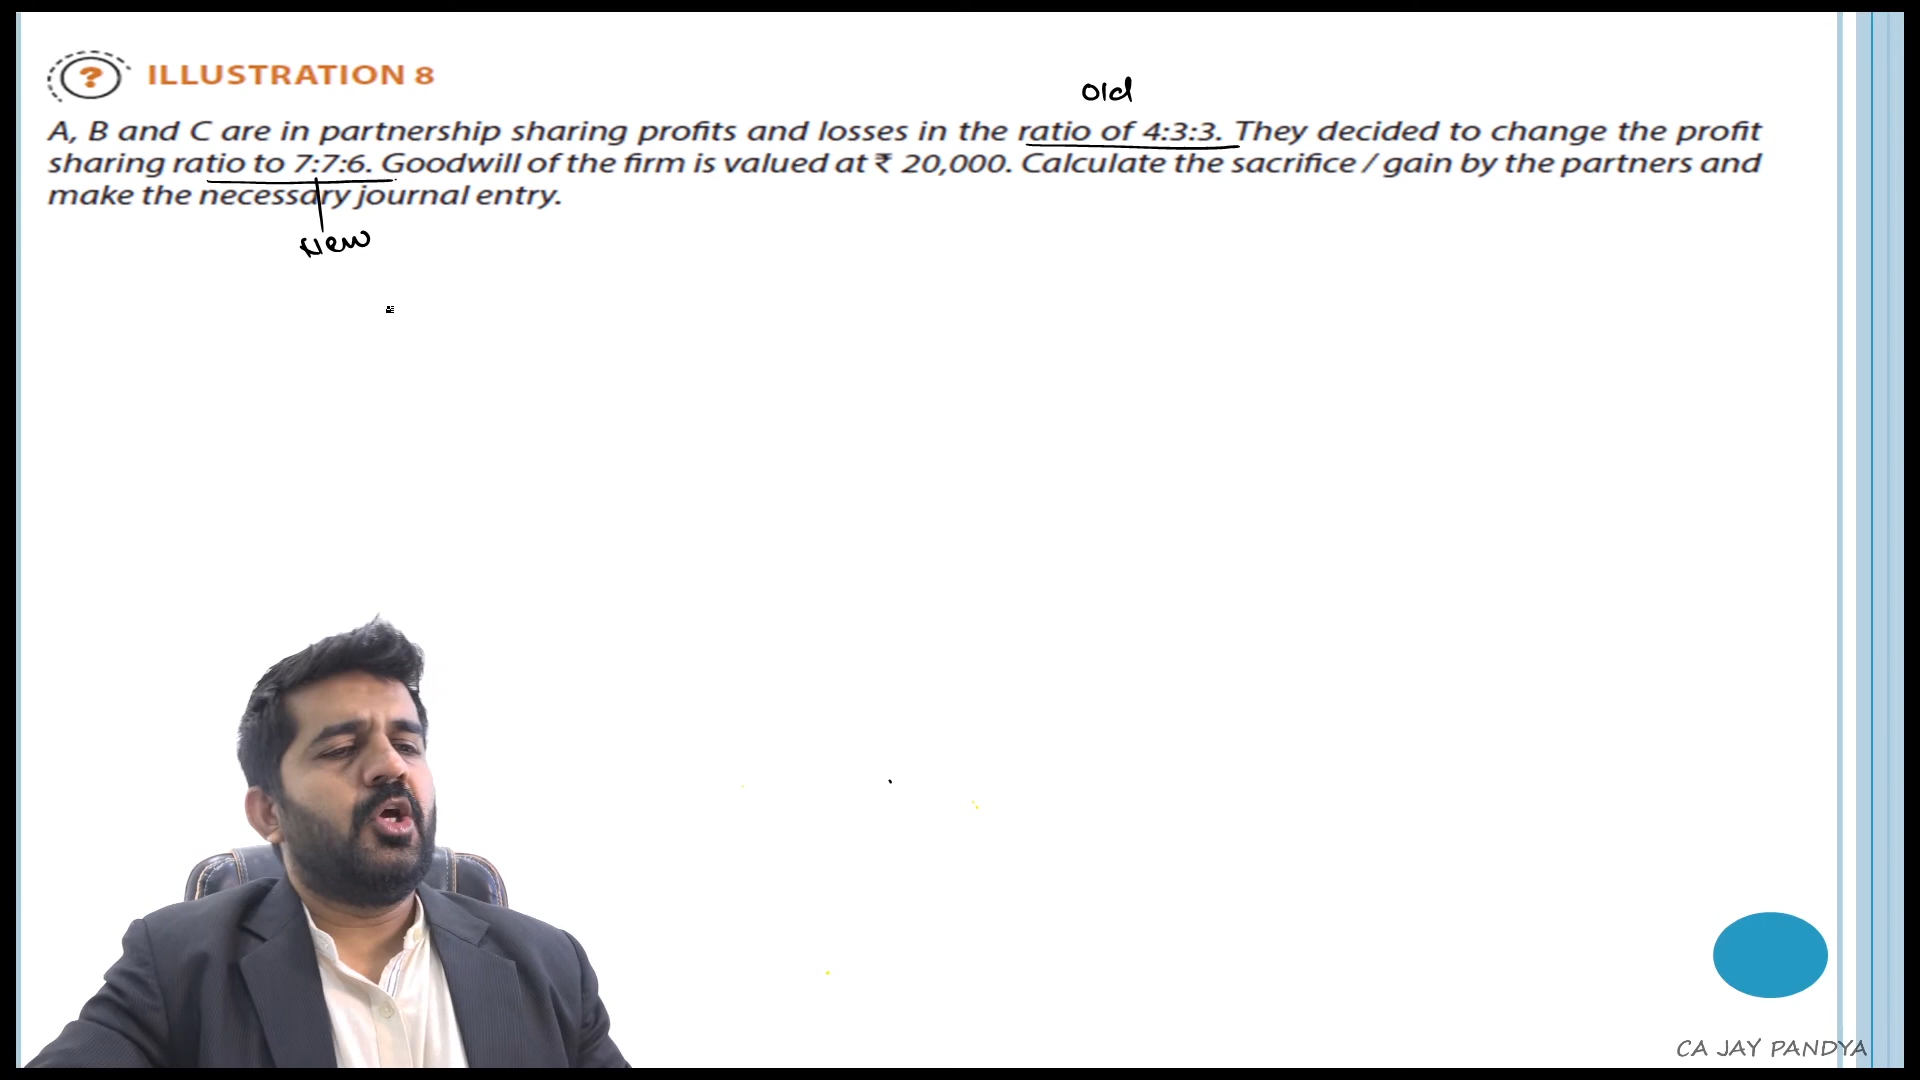 ? ILLUSTRATION 8
Old
A, B and C are in partnership sharing profits and losses in the ratio of 4:3:3. They decided to change the profit
sharing ratio to 7:7:6. Goodwill of the firm is valued at ₹ 20,000. Calculate the sacrifice / gain by the partners and
make the necessary journal entry.
New
CA JAY PANDYA